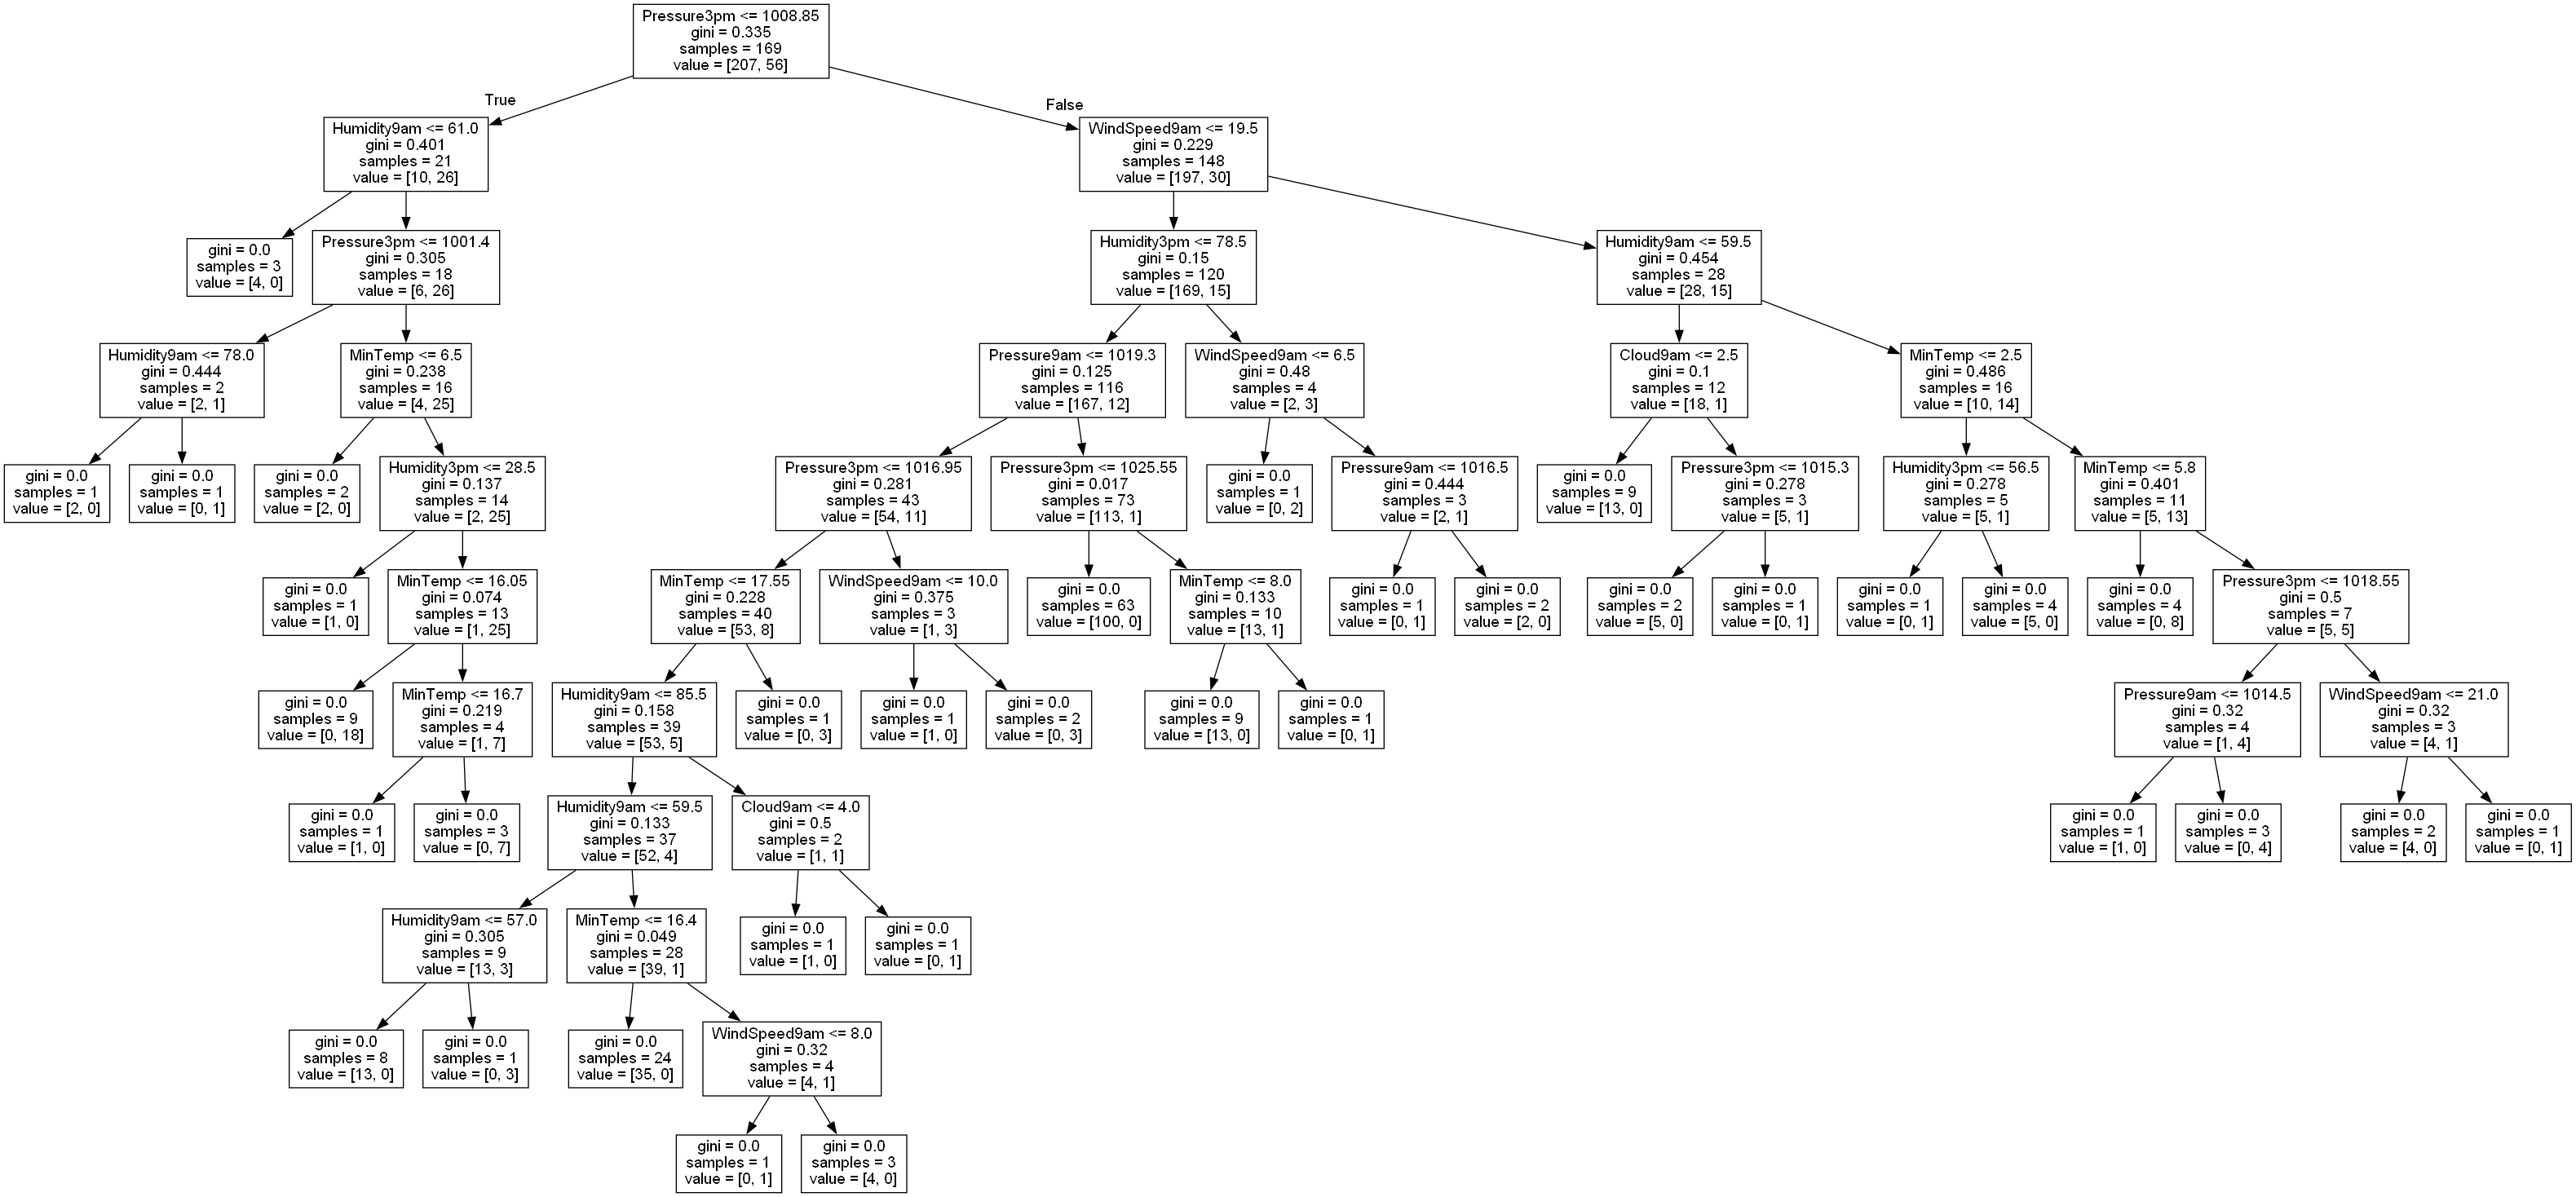 Pressure3pm <= 1008.85
gini = 0.335
samples = 169
value = [207, 56]
True
False
Humidity9am <= 61.0
gini = 0.401
samples = 21
value = [10, 26]
WindSpeed9am <= 19.5
gini = 0.229
samples = 148
value = [197, 30]
gini = 0.0
samples = 3
value = [4, 0]
Pressure3pm <= 1001.4
gini = 0.305
samples = 18
value = [6, 26]
Humidity3pm <= 78.5
gini = 0.15
samples = 120
value = [169, 15]
Humidity9am <= 59.5
gini = 0.454
samples = 28
value = [28, 15]
Humidity9am <= 78.0
gini = 0.444
samples = 2
value = [2, 1]
MinTemp <= 6.5
gini = 0.238
samples = 16
value = [4, 25]
Pressure9am <= 1019.3
gini = 0.125
samples = 116
value = [167, 12]
WindSpeed9am <= 6.5
gini = 0.48
samples = 4
value = [2, 3]
Cloud9am <= 2.5
gini = 0.1
samples = 12
value = [18, 1]
MinTemp <= 2.5
gini = 0.486
samples = 16
value = [10, 14]
gini = 0.0
samples = 1
value = [2, 0]
gini = 0.0
samples = 1
value = [0, 1]
gini = 0.0
samples = 2
value = [2, 0]
Humidity3pm <= 28.5
gini = 0.137
samples = 14
value = [2, 25]
Pressure3pm <= 1016.95
gini = 0.281
samples = 43
value = [54, 11]
Pressure3pm <= 1025.55
gini = 0.017
samples = 73
value = [113, 1]
gini = 0.0
samples = 1
value = [0, 2]
Pressure9am <= 1016.5
gini = 0.444
samples = 3
value = [2, 1]
gini = 0.0
samples = 9
value = [13, 0]
Pressure3pm <= 1015.3
gini = 0.278
samples = 3
value = [5, 1]
Humidity3pm <= 56.5
gini = 0.278
samples = 5
value = [5, 1]
MinTemp <= 5.8
gini = 0.401
samples = 11
value = [5, 13]
gini = 0.0
samples = 1
value = [1, 0]
MinTemp <= 16.05
gini = 0.074
samples = 13
value = [1, 25]
MinTemp <= 17.55
gini = 0.228
samples = 40
value = [53, 8]
WindSpeed9am <= 10.0
gini = 0.375
samples = 3
value = [1, 3]
gini = 0.0
samples = 63
value = [100, 0]
MinTemp <= 8.0
gini = 0.133
samples = 10
value = [13, 1]
gini = 0.0
samples = 1
value = [0, 1]
gini = 0.0
samples = 2
value = [2, 0]
gini = 0.0
samples = 2
value = [5, 0]
gini = 0.0
samples = 1
value = [0, 1]
gini = 0.0
samples = 1
value = [0, 1]
gini = 0.0
samples = 4
value = [5, 0]
gini = 0.0
samples = 4
value = [0, 8]
Pressure3pm <= 1018.55
gini = 0.5
samples = 7
value = [5, 5]
gini = 0.0
samples = 9
value = [0, 18]
MinTemp <= 16.7
gini = 0.219
samples = 4
value = [1, 7]
Humidity9am <= 85.5
gini = 0.158
samples = 39
value = [53, 5]
gini = 0.0
samples = 1
value = [0, 3]
gini = 0.0
samples = 1
value = [1, 0]
gini = 0.0
samples = 2
value = [0, 3]
gini = 0.0
samples = 9
value = [13, 0]
gini = 0.0
samples = 1
value = [0, 1]
Pressure9am <= 1014.5
gini = 0.32
samples = 4
value = [1, 4]
WindSpeed9am <= 21.0
gini = 0.32
samples = 3
value = [4, 1]
gini = 0.0
samples = 1
value = [1, 0]
gini = 0.0
samples = 3
value = [0, 7]
Humidity9am <= 59.5
gini = 0.133
samples = 37
value = [52, 4]
Cloud9am <= 4.0
gini = 0.5
samples = 2
value = [1, 1]
gini = 0.0
samples = 1
value = [1, 0]
gini = 0.0
samples = 3
value = [0, 4]
gini = 0.0
samples = 2
value = [4, 0]
gini = 0.0
samples = 1
value = [0, 1]
Humidity9am <= 57.0
gini = 0.305
samples = 9
value = [13, 3]
MinTemp <= 16.4
gini = 0.049
samples = 28
value = [39, 1]
gini = 0.0
samples = 1
value = [1, 0]
gini = 0.0
samples = 1
value = [0, 1]
gini = 0.0
samples = 8
value = [13, 0]
gini = 0.0
samples = 1
value = [0, 3]
gini = 0.0
samples = 24
value = [35, 0]
WindSpeed9am <= 8.0
gini = 0.32
samples = 4
value = [4, 1]
gini = 0.0
samples = 1
value = [0, 1]
gini = 0.0
samples = 3
value = [4, 0]